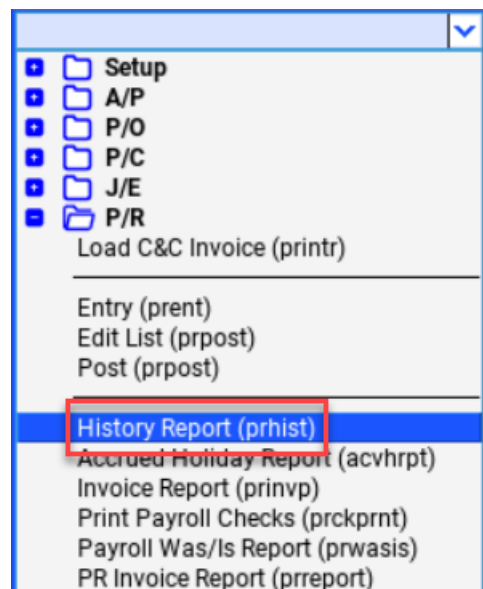 Setup
A/P
P/O
P/C
J/E
P/R
Load C&C Invoice (printr)
Entry (prent)
Edit List (prpost)
Post (prpost)
History Report (prhist)
Accrued Holiday Report (acvhrpt)
Invoice Report (prinvp)
Print Payroll Checks (prckprnt)
Payroll Was/Is Report (prwasis)
PR Invoice Report (prreport)